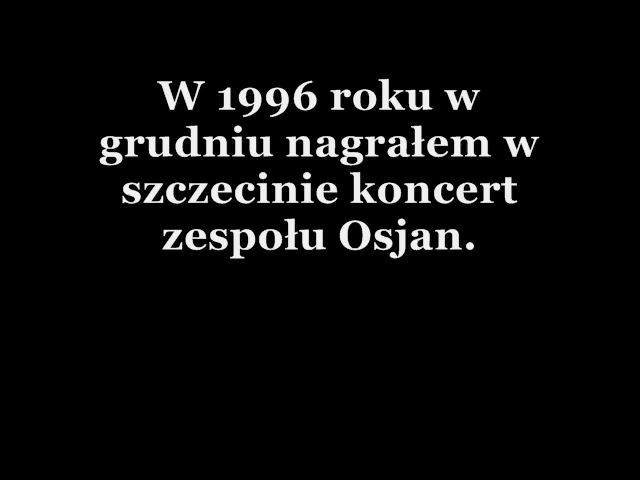 W 1996 roku w
grudniu nagrałem w
szczecinie koncert
zespołu Osjan.